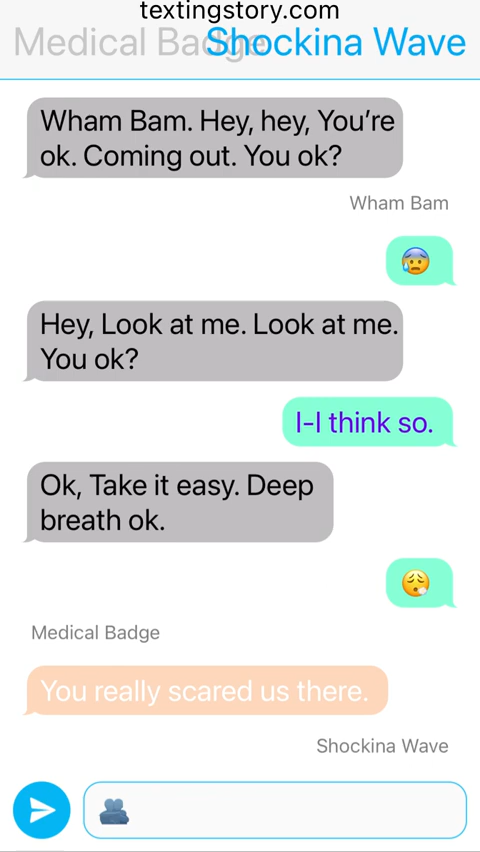 textingstory.com
Medical Badge
Shockina Wave
Wham Bam. Hey, hey, You’re
ok. Coming out. You ok?
Wham Bam
😰
Hey, Look at me. Look at me.
You ok?
I-I think so.
Ok, Take it easy. Deep
breath ok.
😮‍💨
Medical Badge
You really scared us there.
Shockina Wave
🫂